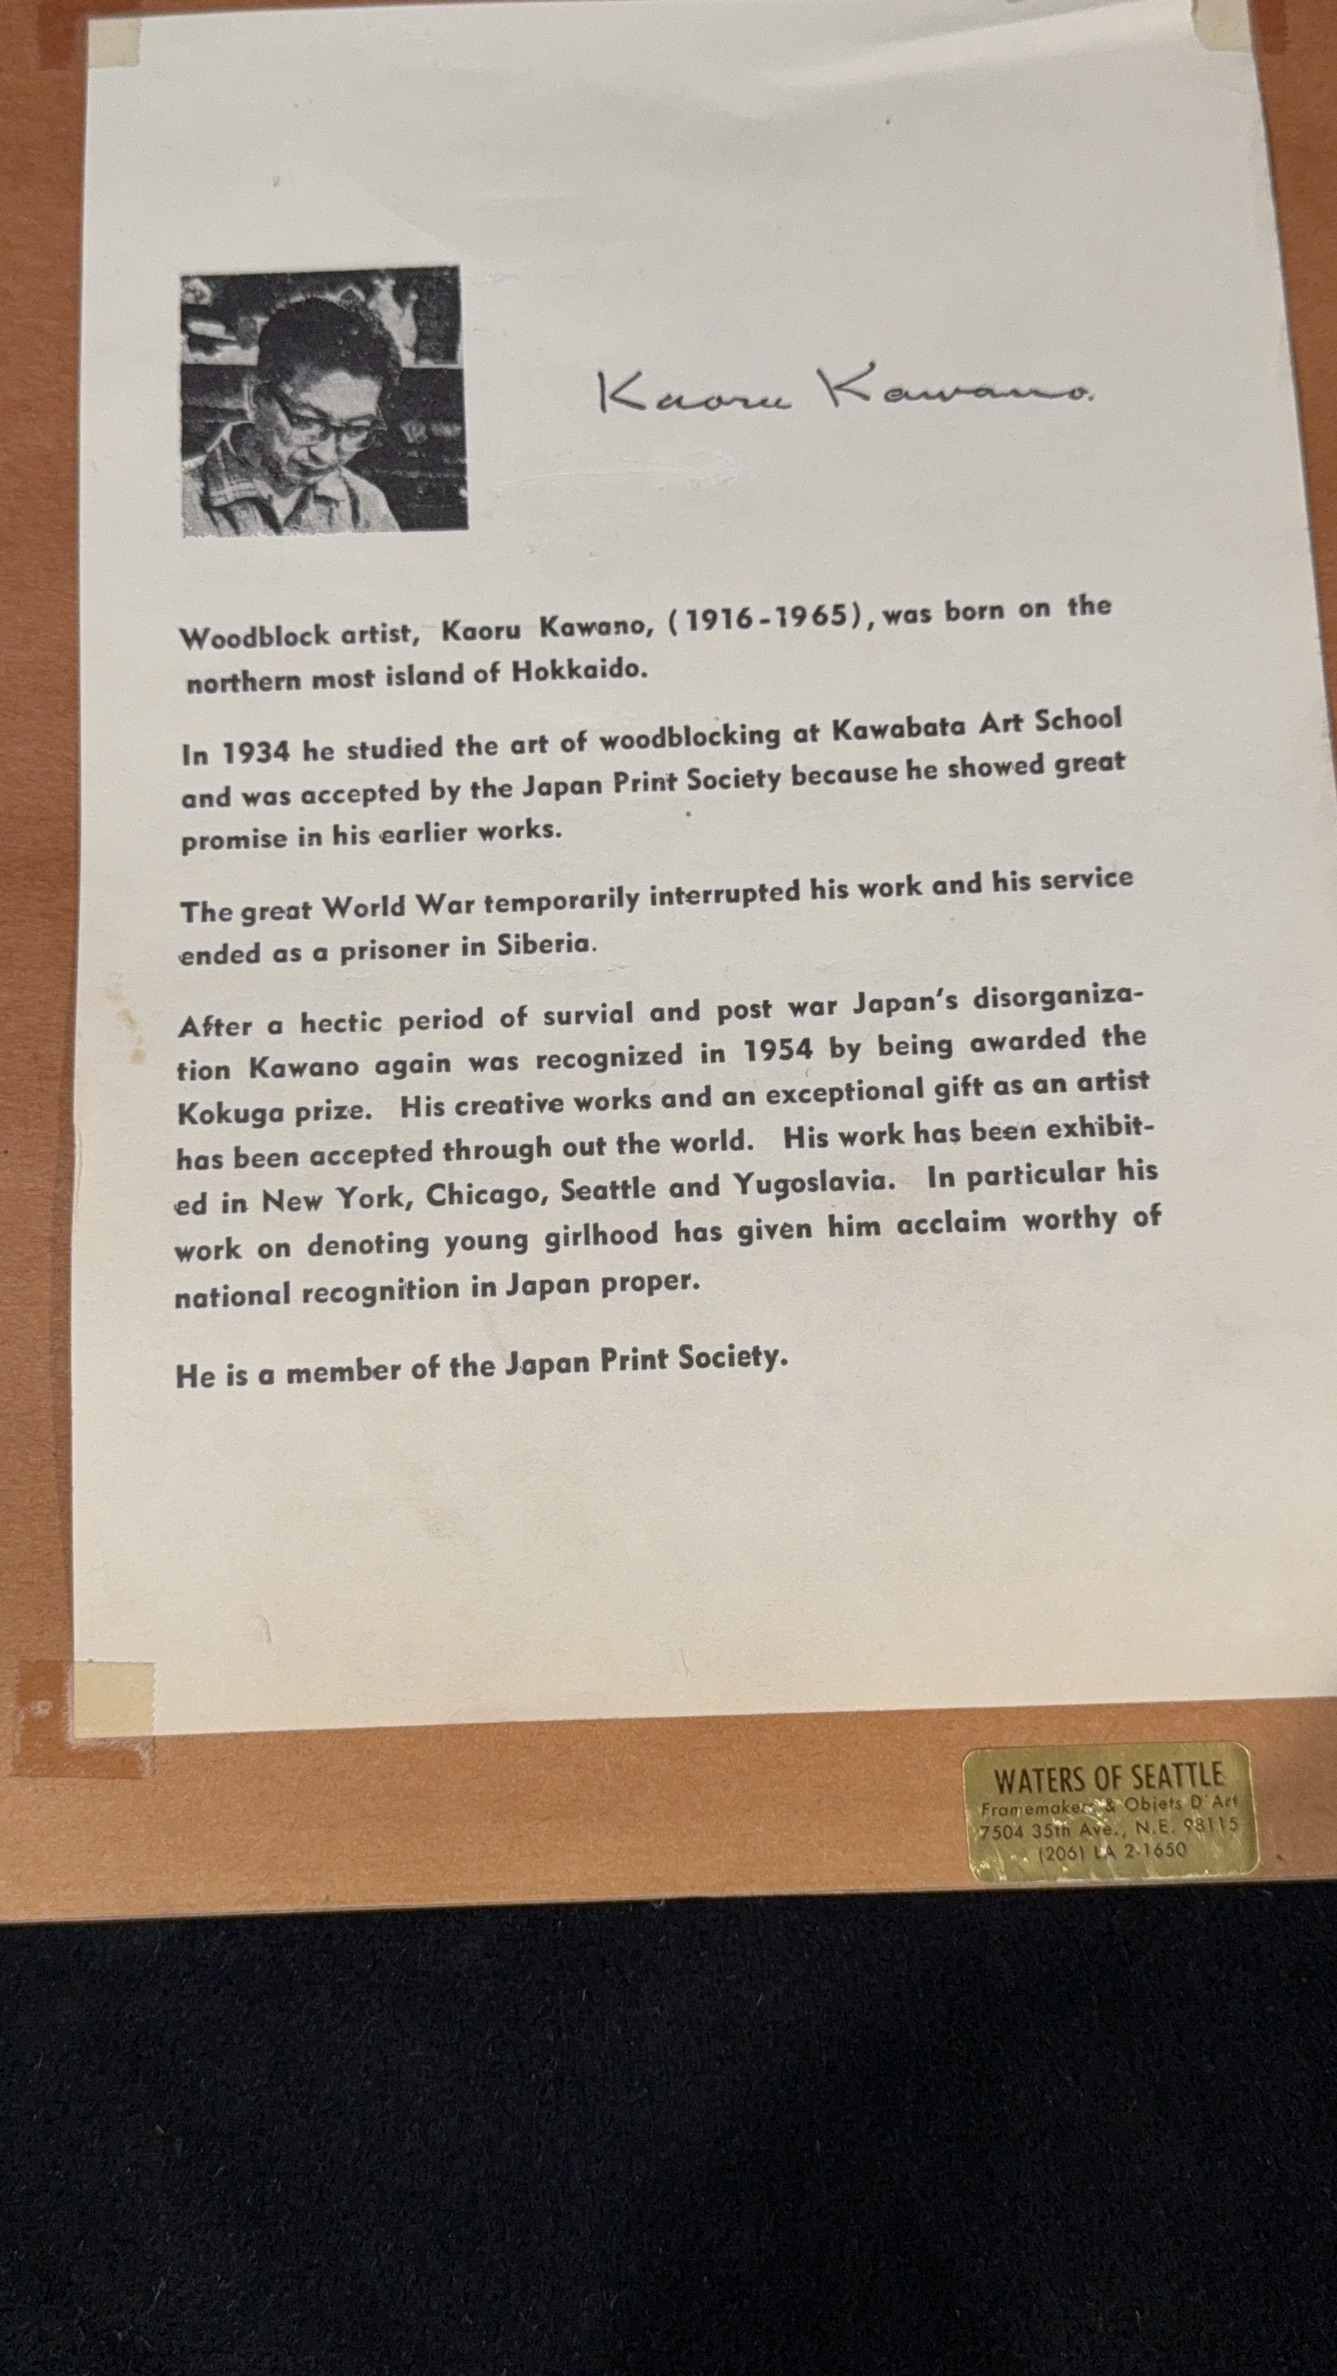 Kaoru Kawano.
Woodblock artist, Kaoru Kawano, (1916-1965), was born on the
northern most island of Hokkaido.
In 1934 he studied the art of woodblocking at Kawabata Art School
and was accepted by the Japan Print Society because he showed great
promise in his earlier works.
The great World War temporarily interrupted his work and his service
ended as a prisoner in Siberia.
After a hectic period of survial and post war Japan's disorganiza-
tion Kawano again was recognized in 1954 by being awarded the
Kokuga prize. His creative works and an exceptional gift as an artist
has been accepted through out the world. His work has been exhibit-
ed in New York, Chicago, Seattle and Yugoslavia. In particular his
work on denoting young girlhood has given him acclaim worthy of
national recognition in Japan proper.
He is a member of the Japan Print Society.
WATERS OF SEATTLE
Framemakers & Objets D'Art
7504 35th Ave., N.E. 98115
(206) LA 2-1650